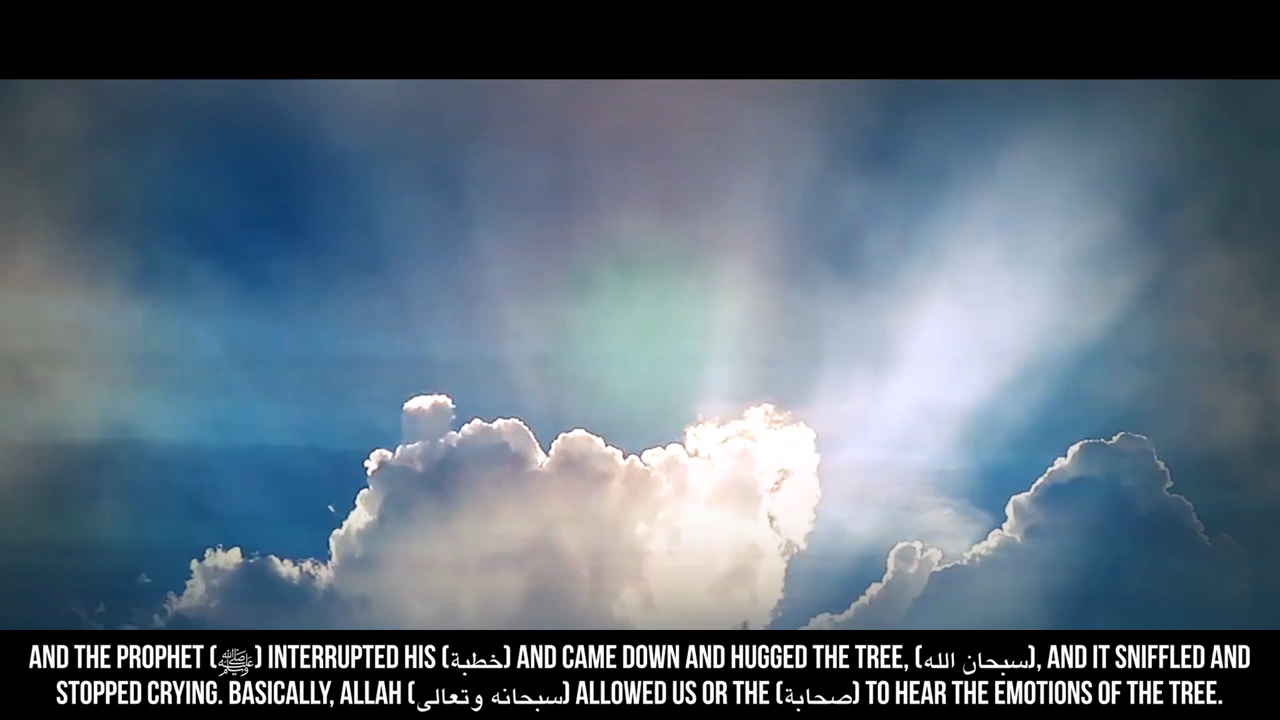 AND THE PROPHET (ﷺ) INTERRUPTED HIS (خطبة) AND CAME DOWN AND HUGGED THE TREE, (سبحان الله), AND IT SNIFFLED AND
STOPPED CRYING. BASICALLY, ALLAH (سبحانه وتعالى) ALLOWED US OR THE (صحابة) TO HEAR THE EMOTIONS OF THE TREE.